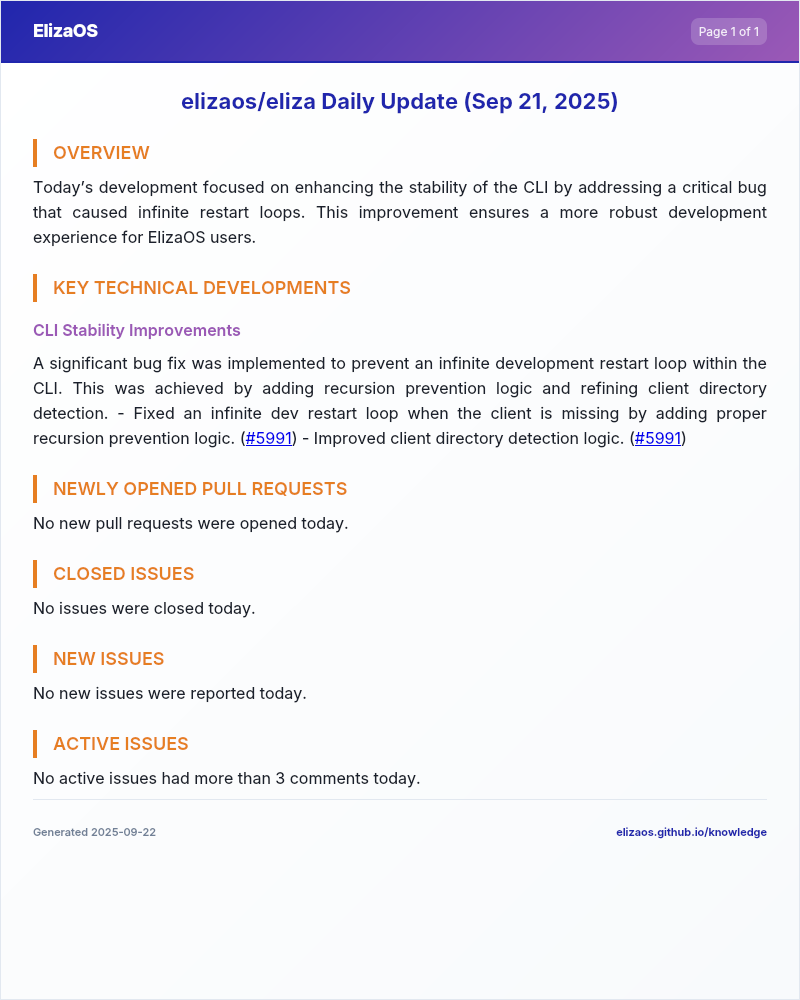 ElizaOS
Page 1 of 1
elizaos/eliza Daily Update (Sep 21, 2025)
OVERVIEW
Today’s development focused on enhancing the stability of the CLI by addressing a critical bug
that caused infinite restart loops. This improvement ensures a more robust development
experience for ElizaOS users.
KEY TECHNICAL DEVELOPMENTS
CLI Stability Improvements
A significant bug fix was implemented to prevent an infinite development restart loop within the
CLI. This was achieved by adding recursion prevention logic and refining client directory
detection. - Fixed an infinite dev restart loop when the client is missing by adding proper
recursion prevention logic. (#5991) - Improved client directory detection logic. (#5991)
NEWLY OPENED PULL REQUESTS
No new pull requests were opened today.
CLOSED ISSUES
No issues were closed today.
NEW ISSUES
No new issues were reported today.
ACTIVE ISSUES
No active issues had more than 3 comments today.
Generated 2025-09-22
elizaos.github.io/knowledge